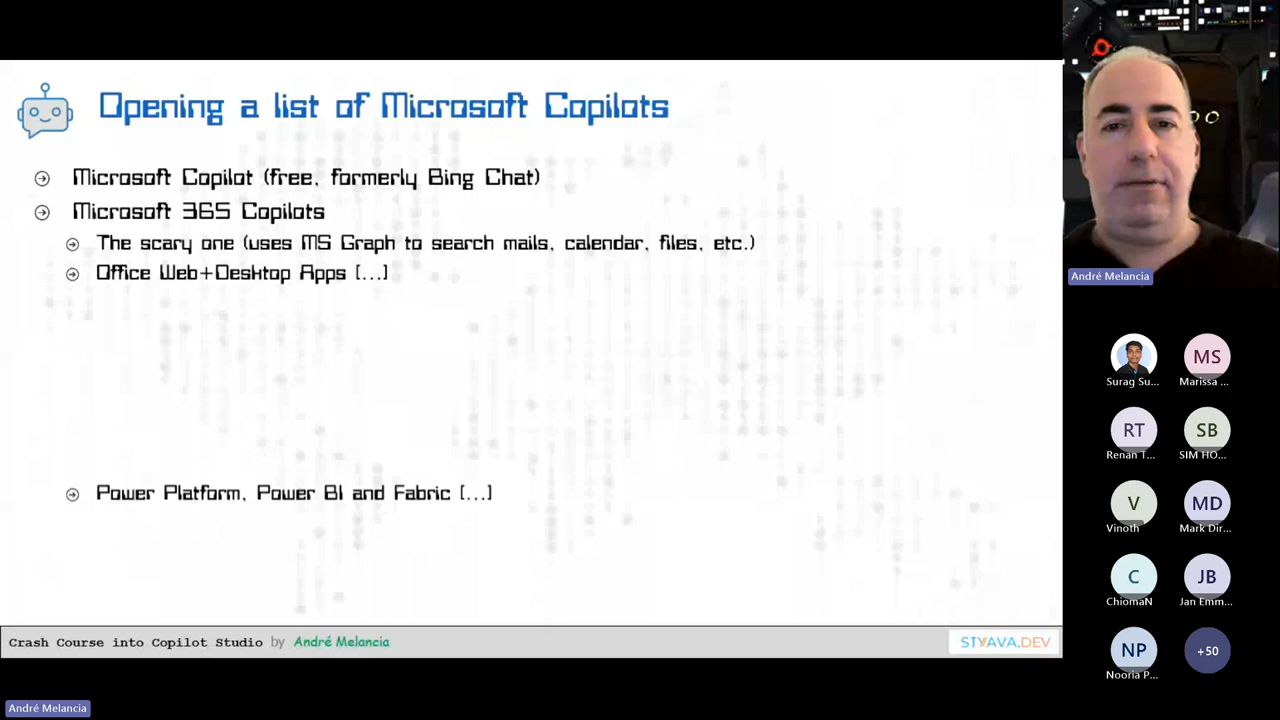 Opening a list of Microsoft Copilots
Microsoft Copilot (free, formerly Bing Chat)
Microsoft 365 Copilots
The scary one (uses MS Graph to search mails, calendar, files, etc.)
Office Web+Desktop Apps [...]
Power Platform, Power BI and Fabric [...]
Crash Course into Copilot Studio by André Melancia
STYAVA.DEV
André Melancia
Surag Su...
MS
Marissa ...
RT
Renan T...
SB
SIM HO...
V
Vinoth
MD
Mark Dir...
C
ChiomaN
JB
Jan Emm...
NP
Nooria P...
+50
André Melancia